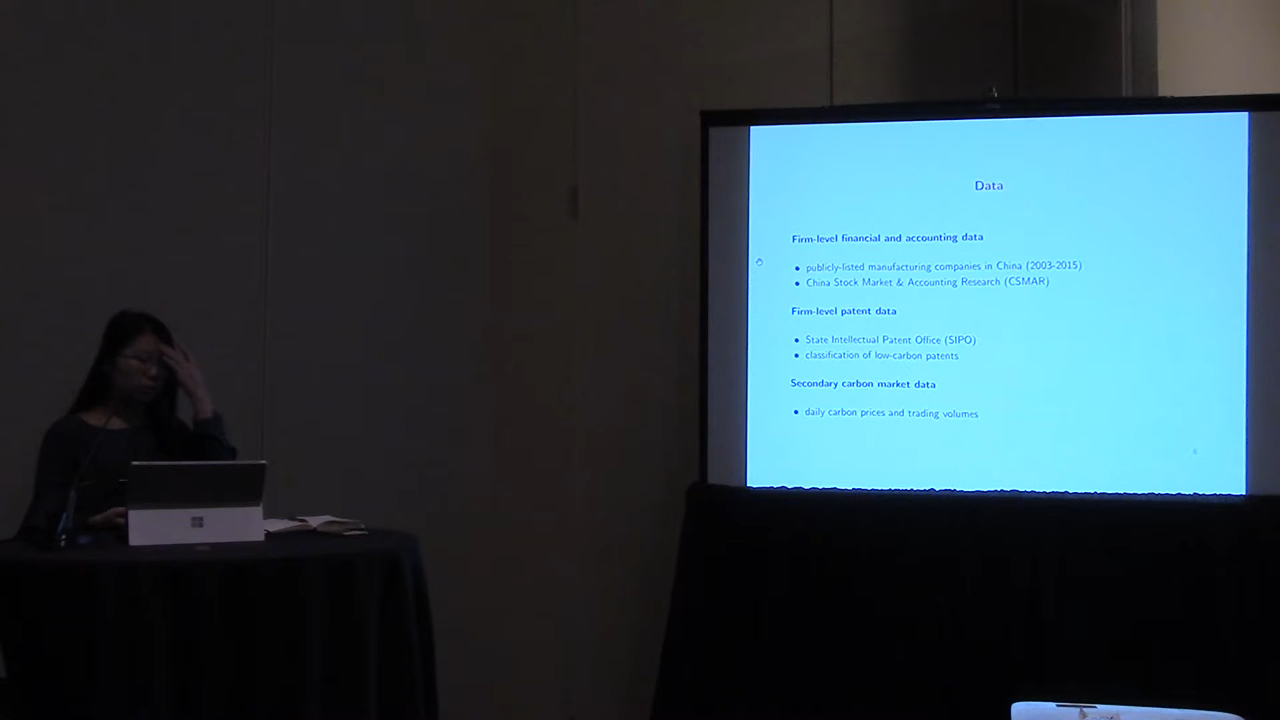 Data
Firm-level financial and accounting data
• publicly-listed manufacturing companies in China (2003-2015)
• China Stock Market & Accounting Research (CSMAR)
Firm-level patent data
• State Intellectual Patent Office (SIPO)
• classification of low-carbon patents
Secondary carbon market data
• daily carbon prices and trading volumes